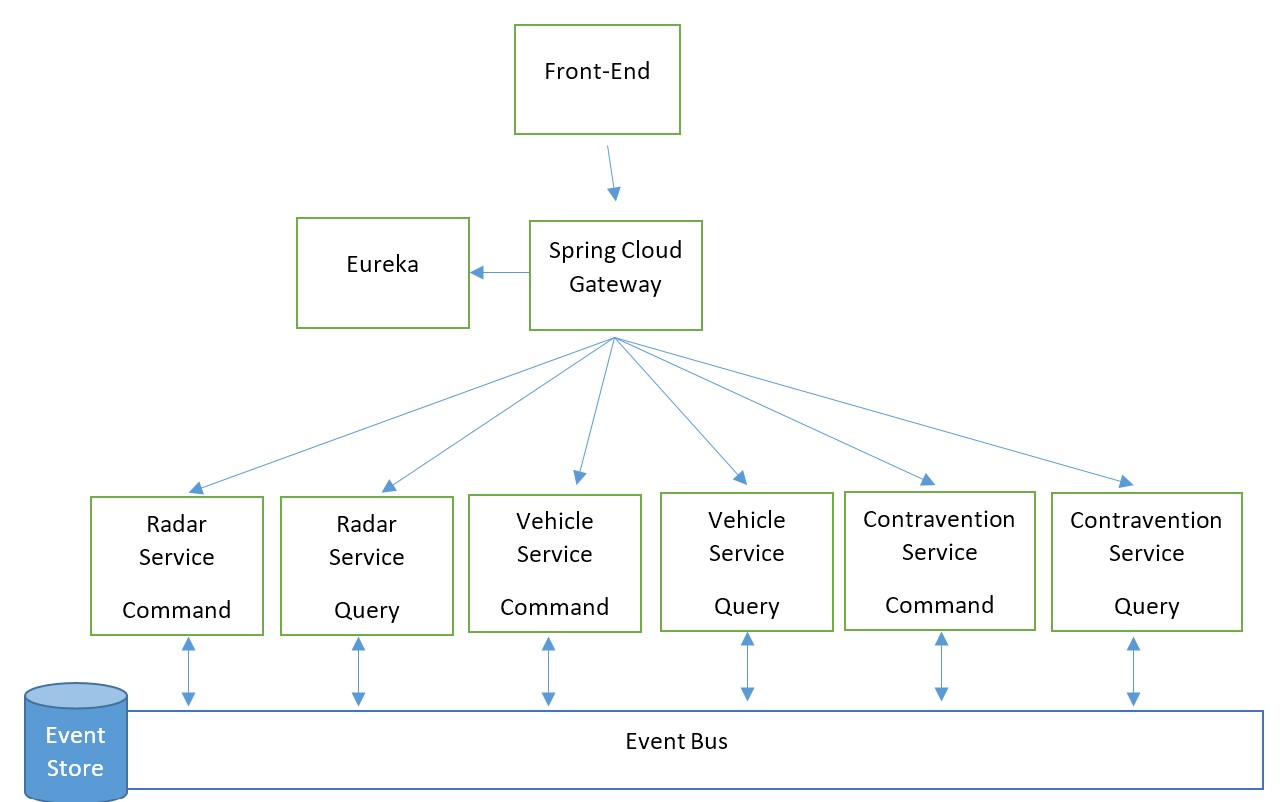 Front-End
Eureka
Spring Cloud
Gateway
Radar
Service
Command
Radar
Service
Query
Vehicle
Service
Command
Vehicle
Service
Query
Contravention
Service
Command
Contravention
Service
Query
Event
Store
Event Bus